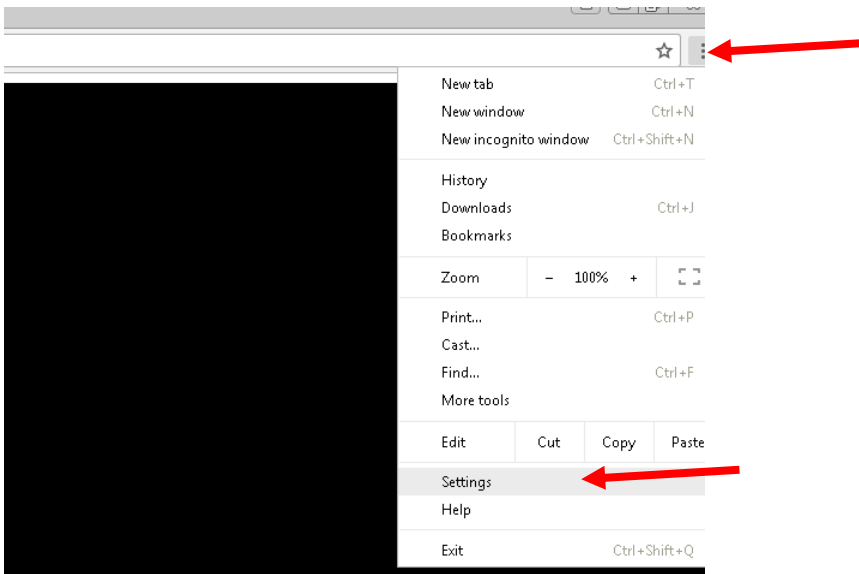 New tab Ctrl+T
New window Ctrl+N
New incognito window Ctrl+Shift+N
History
Downloads Ctrl+J
Bookmarks
Zoom - 100% +
Print... Ctrl+P
Cast...
Find... Ctrl+F
More tools
Edit Cut Copy Paste
Settings
Help
Exit Ctrl+Shift+Q